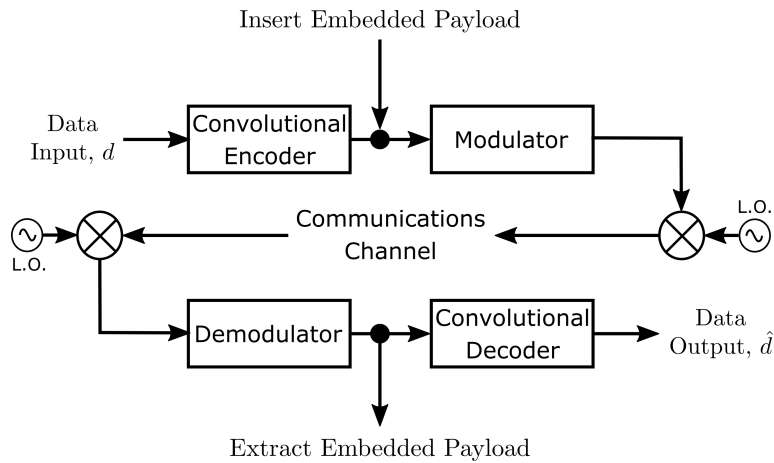 Insert Embedded Payload
Data
Input, d
Convolutional
Encoder
Modulator
L.O.
Communications
Channel
L.O.
Demodulator
Convolutional
Decoder
Data
Output, d̂
Extract Embedded Payload